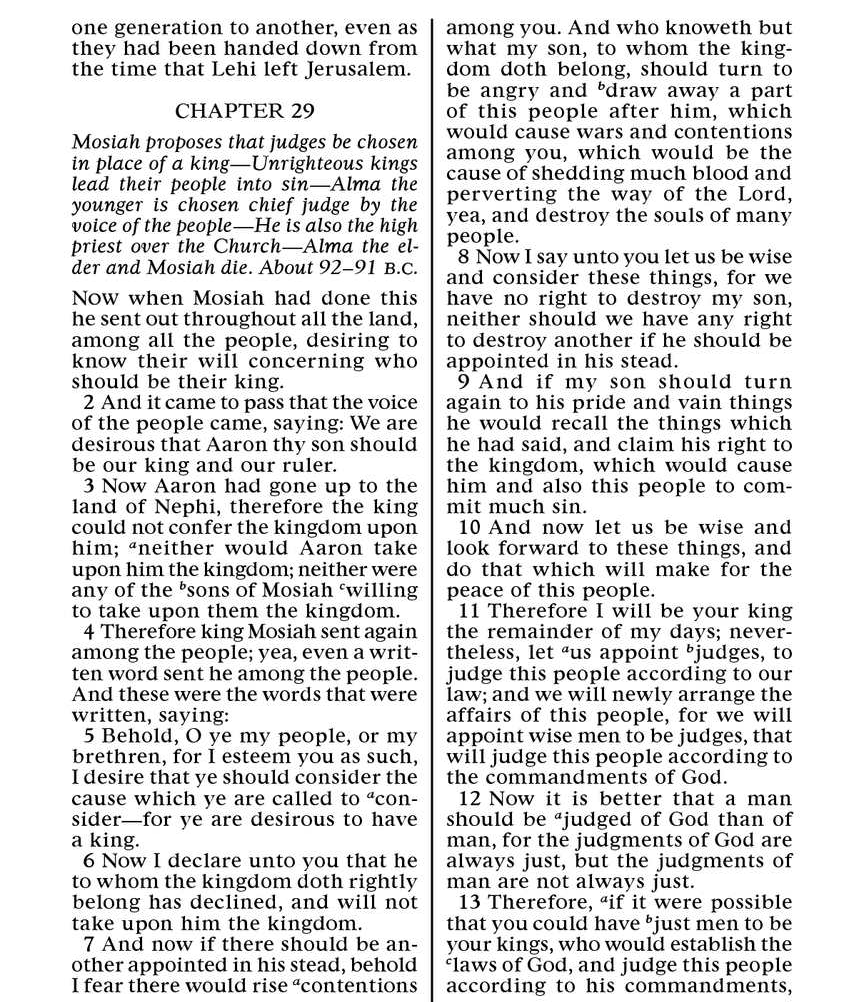 one generation to another, even as
they had been handed down from
the time that Lehi left Jerusalem.
CHAPTER 29
Mosiah proposes that judges be chosen
in place of a king—Unrighteous kings
lead their people into sin—Alma the
younger is chosen chief judge by the
voice of the people—He is also the high
priest over the Church—Alma the el-
der and Mosiah die. About 92–91 B.C.
NOW when Mosiah had done this
he sent out throughout all the land,
among all the people, desiring to
know their will concerning who
should be their king.
2 And it came to pass that the voice
of the people came, saying: We are
desirous that Aaron thy son should
be our king and our ruler.
3 Now Aaron had gone up to the
land of Nephi, therefore the king
could not confer the kingdom upon
him; aneither would Aaron take
upon him the kingdom; neither were
any of the bsons of Mosiah cwilling
to take upon them the kingdom.
4 Therefore king Mosiah sent again
among the people; yea, even a writ-
ten word sent he among the people.
And these were the words that were
written, saying:
5 Behold, O ye my people, or my
brethren, for I esteem you as such,
I desire that ye should consider the
cause which ye are called to acon-
sider—for ye are desirous to have
a king.
6 Now I declare unto you that he
to whom the kingdom doth rightly
belong has declined, and will not
take upon him the kingdom.
7 And now if there should be an-
other appointed in his stead, behold
I fear there would rise acontentions
among you. And who knoweth but
what my son, to whom the king-
dom doth belong, should turn to
be angry and bdraw away a part
of this people after him, which
would cause wars and contentions
among you, which would be the
cause of shedding much blood and
perverting the way of the Lord,
yea, and destroy the souls of many
people.
8 Now I say unto you let us be wise
and consider these things, for we
have no right to destroy my son,
neither should we have any right
to destroy another if he should be
appointed in his stead.
9 And if my son should turn
again to his pride and vain things
he would recall the things which
he had said, and claim his right to
the kingdom, which would cause
him and also this people to com-
mit much sin.
10 And now let us be wise and
look forward to these things, and
do that which will make for the
peace of this people.
11 Therefore I will be your king
the remainder of my days; never-
theless, let aus appoint bjudges, to
judge this people according to our
law; and we will newly arrange the
affairs of this people, for we will
appoint wise men to be judges, that
will judge this people according to
the commandments of God.
12 Now it is better that a man
should be ajudged of God than of
man, for the judgments of God are
always just, but the judgments of
man are not always just.
13 Therefore, aif it were possible
that you could have bjust men to be
your kings, who would establish the
claws of God, and judge this people
according to his commandments,